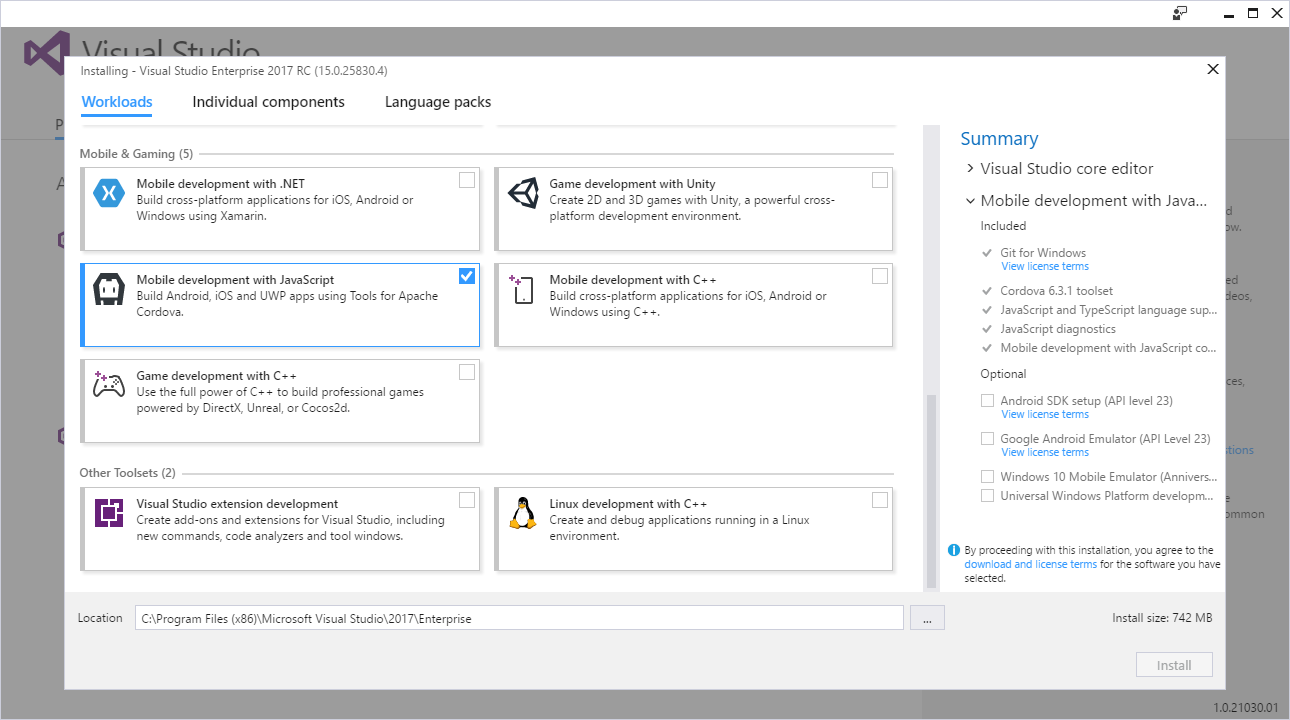 Visual Studio
Installing - Visual Studio Enterprise 2017 RC (15.0.25830.4)
Workloads
Individual components
Language packs
Mobile & Gaming (5)
Mobile development with .NET
Build cross-platform applications for iOS, Android or
Windows using Xamarin.
Game development with Unity
Create 2D and 3D games with Unity, a powerful cross-
platform development environment.
Mobile development with JavaScript
Build Android, iOS and UWP apps using Tools for Apache
Cordova.
Mobile development with C++
Build cross-platform applications for iOS, Android or
Windows using C++.
Game development with C++
Use the full power of C++ to build professional games
powered by DirectX, Unreal, or Cocos2d.
Other Toolsets (2)
Visual Studio extension development
Create add-ons and extensions for Visual Studio, including
new commands, code analyzers and tool windows.
Linux development with C++
Create and debug applications running in a Linux
environment.
Summary
Visual Studio core editor
Mobile development with Java...
Included
Git for Windows
View license terms
Cordova 6.3.1 toolset
JavaScript and TypeScript language sup...
JavaScript diagnostics
Mobile development with JavaScript co...
Optional
Android SDK setup (API level 23)
View license terms
Google Android Emulator (API Level 23)
View license terms
Windows 10 Mobile Emulator (Annivers...
Universal Windows Platform developm...
By proceeding with this installation, you agree to the
download and license terms for the software you have
selected.
Location
C:\Program Files (x86)\Microsoft Visual Studio\2017\Enterprise
...
Install size: 742 MB
Install
1.0.21030.01